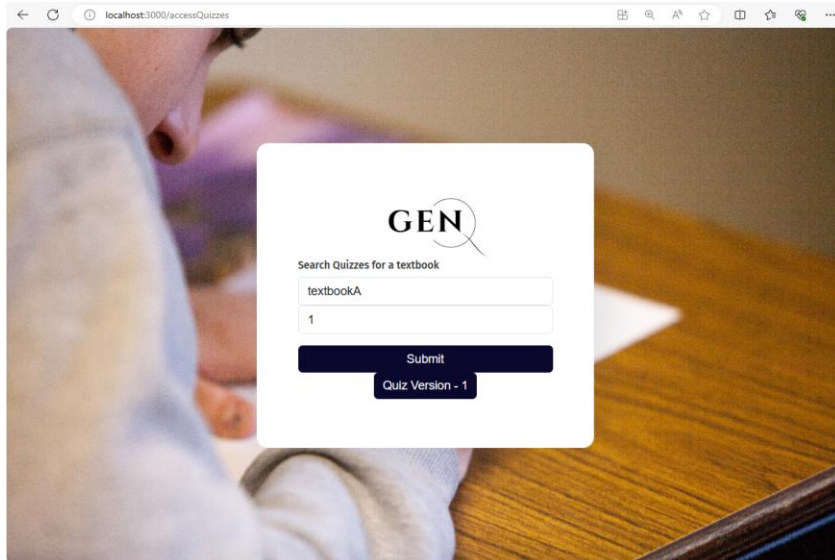 localhost:3000/accessQuizzes
GEN
Search Quizzes for a textbook
textbookA
1
Submit
Quiz Version - 1